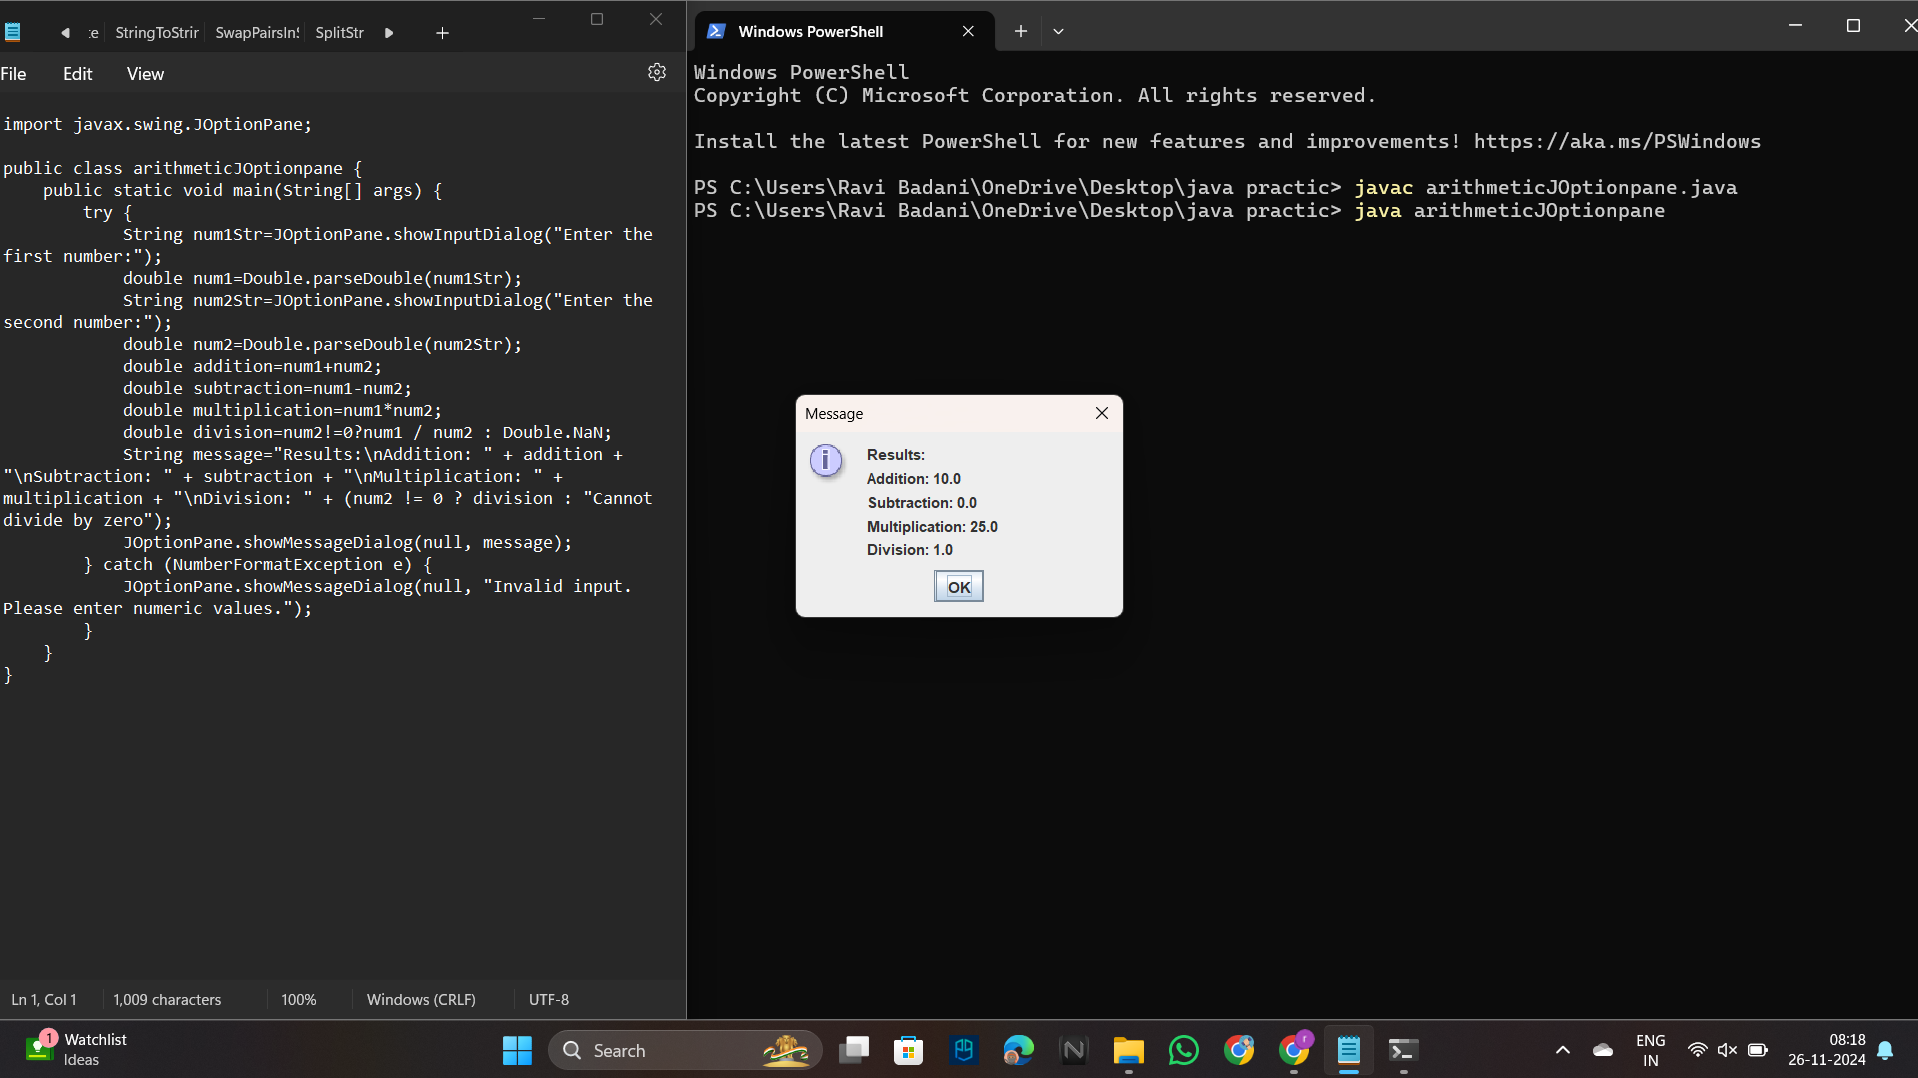 e StringToStrir SwapPairsInS SplitStr
File Edit View
import javax.swing.JOptionPane;
public class arithmeticJOptionpane {
public static void main(String[] args) {
try {
String num1Str=JOptionPane.showInputDialog("Enter the
first number:");
double num1=Double.parseDouble(num1Str);
String num2Str=JOptionPane.showInputDialog("Enter the
second number:");
double num2=Double.parseDouble(num2Str);
double addition=num1+num2;
double subtraction=num1-num2;
double multiplication=num1*num2;
double division=num2!=0?num1 / num2 : Double.NaN;
String message="Results:\nAddition: " + addition +
"\nSubtraction: " + subtraction + "\nMultiplication: " +
multiplication + "\nDivision: " + (num2 != 0 ? division : "Cannot
divide by zero");
JOptionPane.showMessageDialog(null, message);
} catch (NumberFormatException e) {
JOptionPane.showMessageDialog(null, "Invalid input.
Please enter numeric values.");
}
}
}
Ln 1, Col 1 1,009 characters 100% Windows (CRLF) UTF-8
Windows PowerShell
Windows PowerShell
Copyright (C) Microsoft Corporation. All rights reserved.
Install the latest PowerShell for new features and improvements! https://aka.ms/PSWindows
PS C:\Users\Ravi Badani\OneDrive\Desktop\java practic> javac arithmeticJOptionpane.java
PS C:\Users\Ravi Badani\OneDrive\Desktop\java practic> java arithmeticJOptionpane
Message
Results:
Addition: 10.0
Subtraction: 0.0
Multiplication: 25.0
Division: 1.0
OK
1 Watchlist
Ideas
Search
r
ENG
IN
08:18
26-11-2024